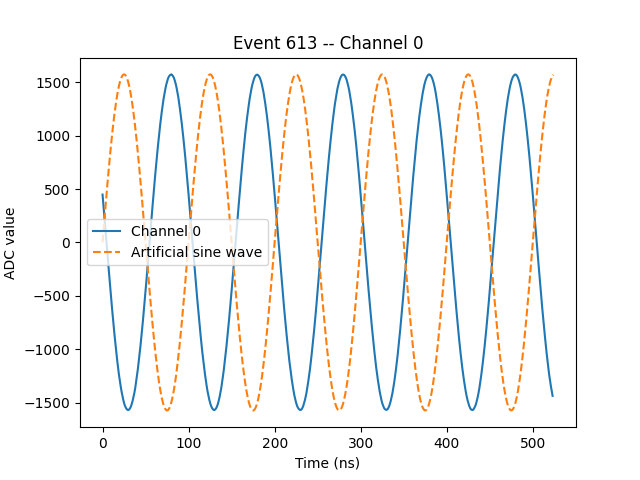 Event 613 -- Channel 0
ADC value
1500
1000
500
0
−500
−1000
−1500
Channel 0
Artificial sine wave
0 100 200 300 400 500
Time (ns)